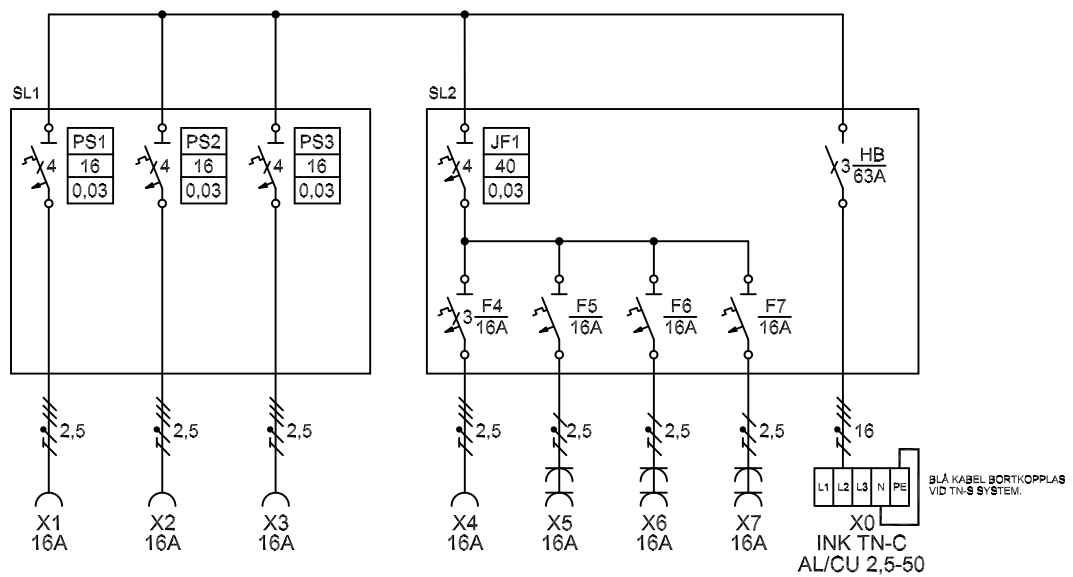 SL1
SL2
4
PS1
16
0,03
4
PS2
16
0,03
4
PS3
16
0,03
4
JF1
40
0,03
3
HB
63A
3
F4
16A
F5
16A
F6
16A
F7
16A
2,5
2,5
2,5
2,5
2,5
2,5
2,5
16
L1 L2 L3 N PE
BLÅ KABEL BORTKOPPLAS
VID TN-S SYSTEM.
X1
16A
X2
16A
X3
16A
X4
16A
X5
16A
X6
16A
X7
16A
X0
INK TN-C
AL/CU 2,5-50